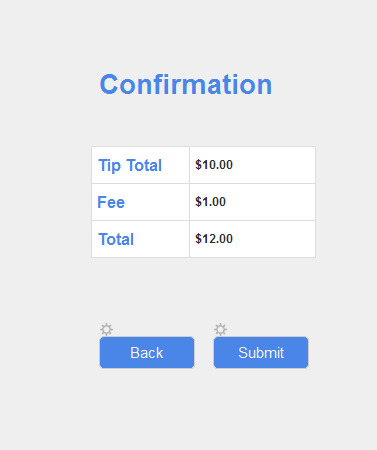 Confirmation
Tip Total $10.00
Fee $1.00
Total $12.00
Back Submit